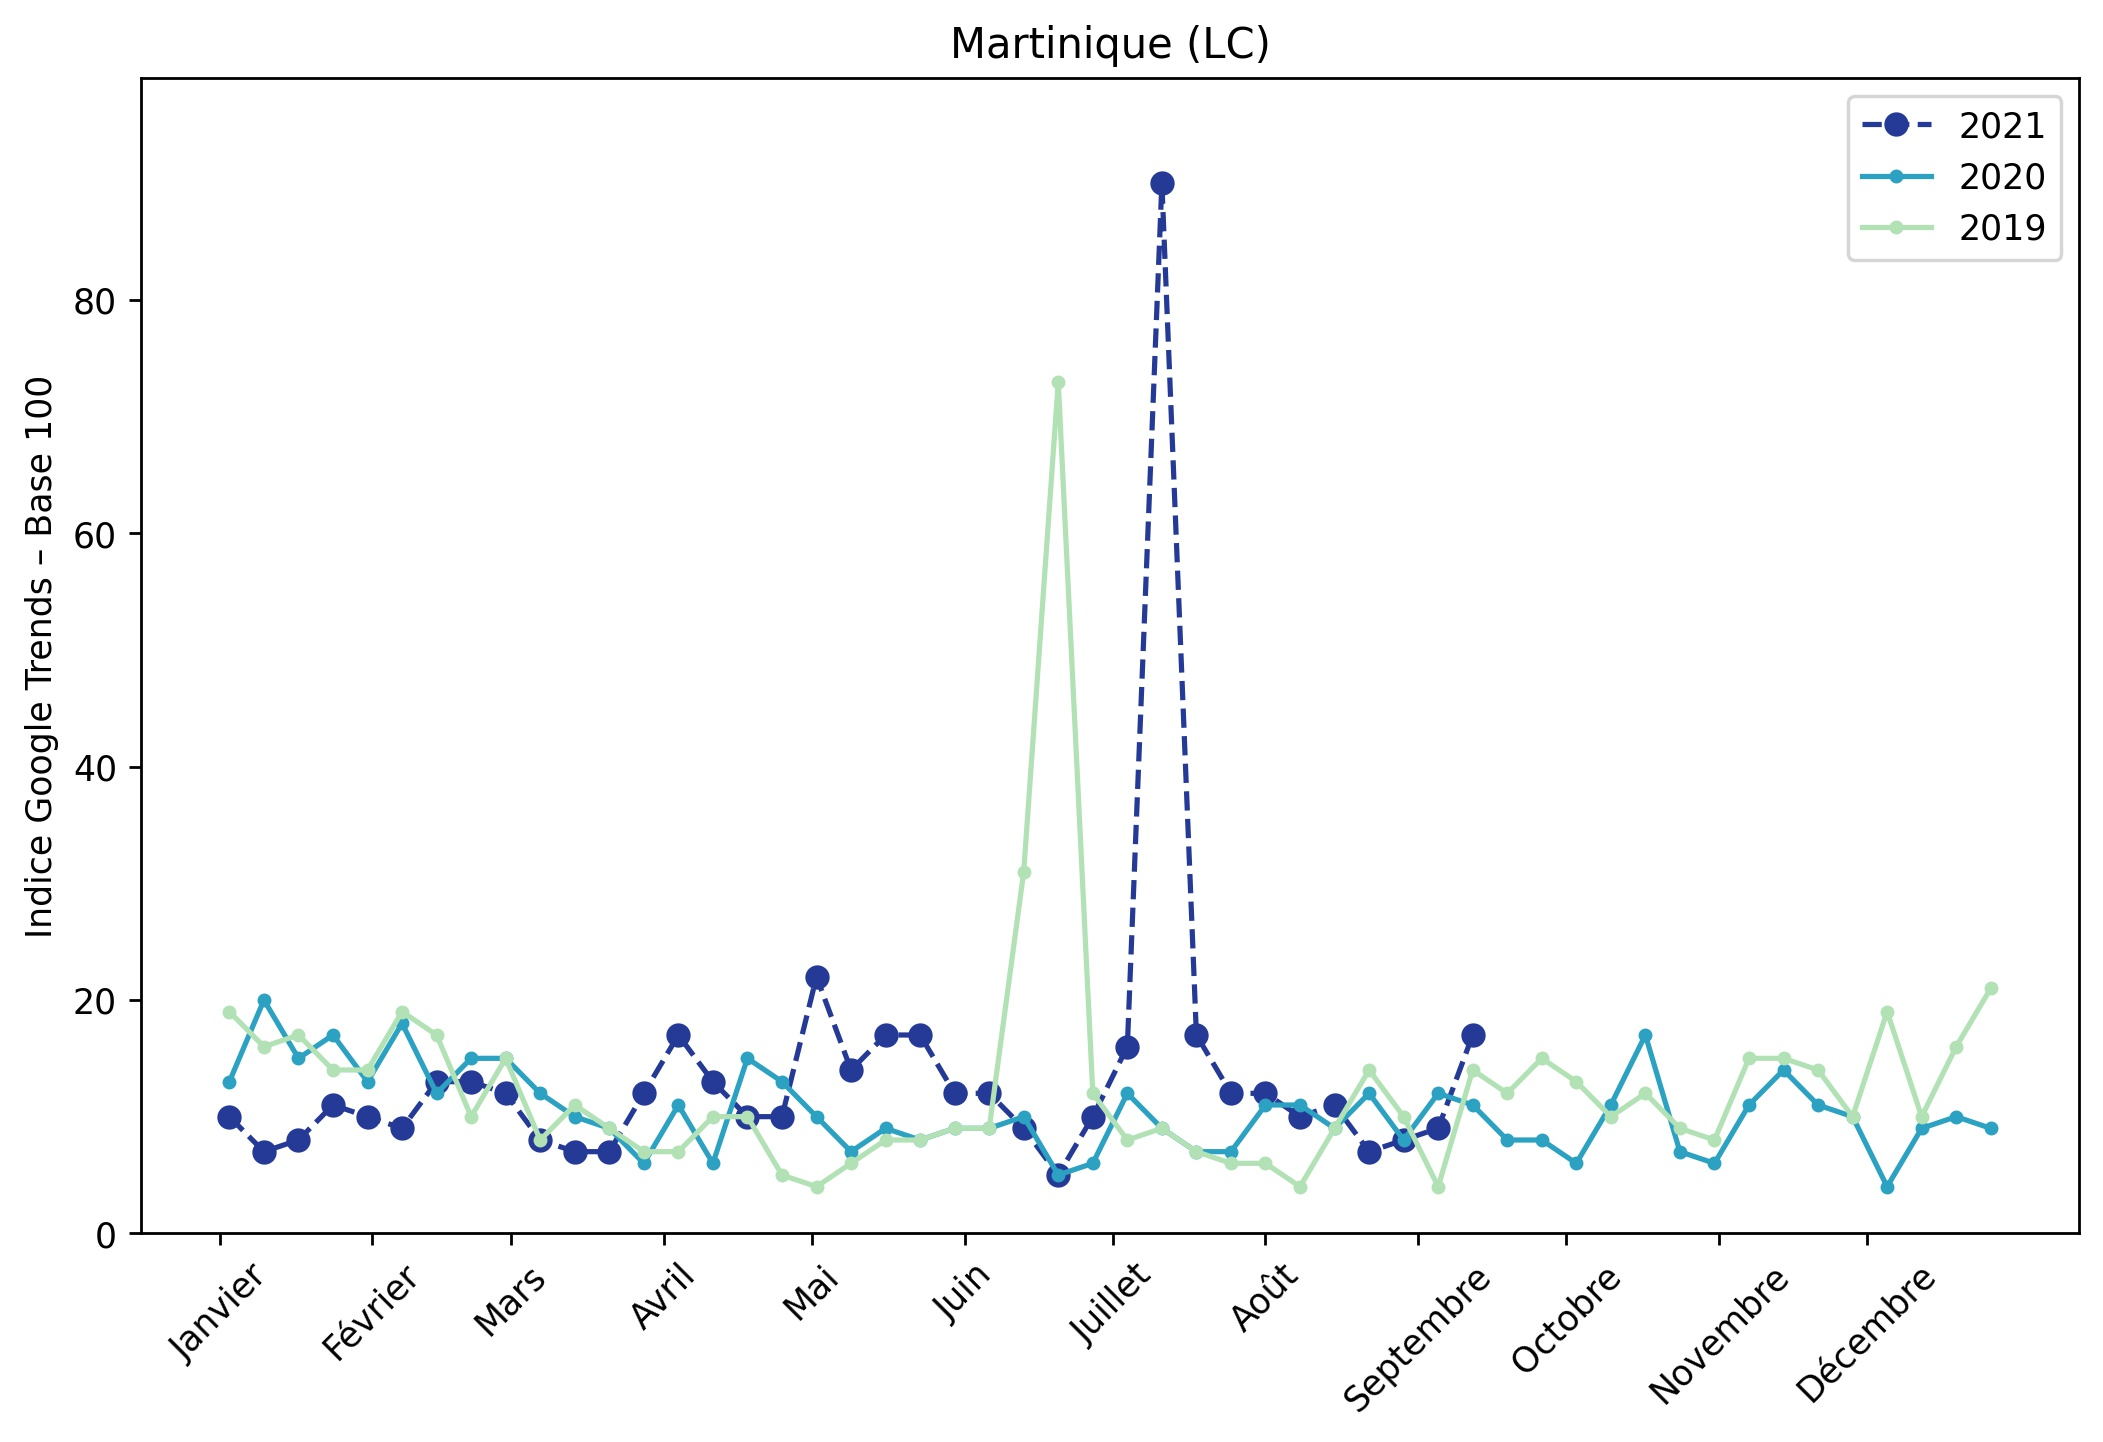 Martinique (LC)
Indice Google Trends – Base 100
80
60
40
20
0
2021
2020
2019
Janvier
Février
Mars
Avril
Mai
Juin
Juillet
Août
Septembre
Octobre
Novembre
Décembre